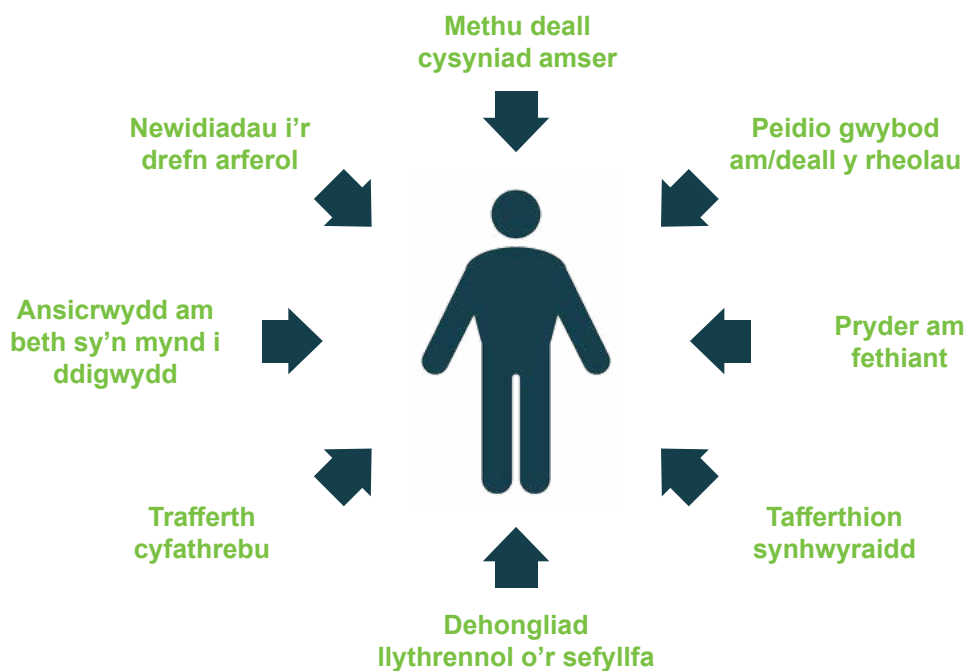 Methu deall
cysyniad amser
Newidiadau i’r
drefn arferol
Peidio gwybod
am/deall y rheolau
Ansicrwydd am
beth sy’n mynd i
ddigwydd
Pryder am
fethiant
Trafferth
cyfathrebu
Tafferthion
synhwyraidd
Dehongliad
llythrennol o’r sefyllfa